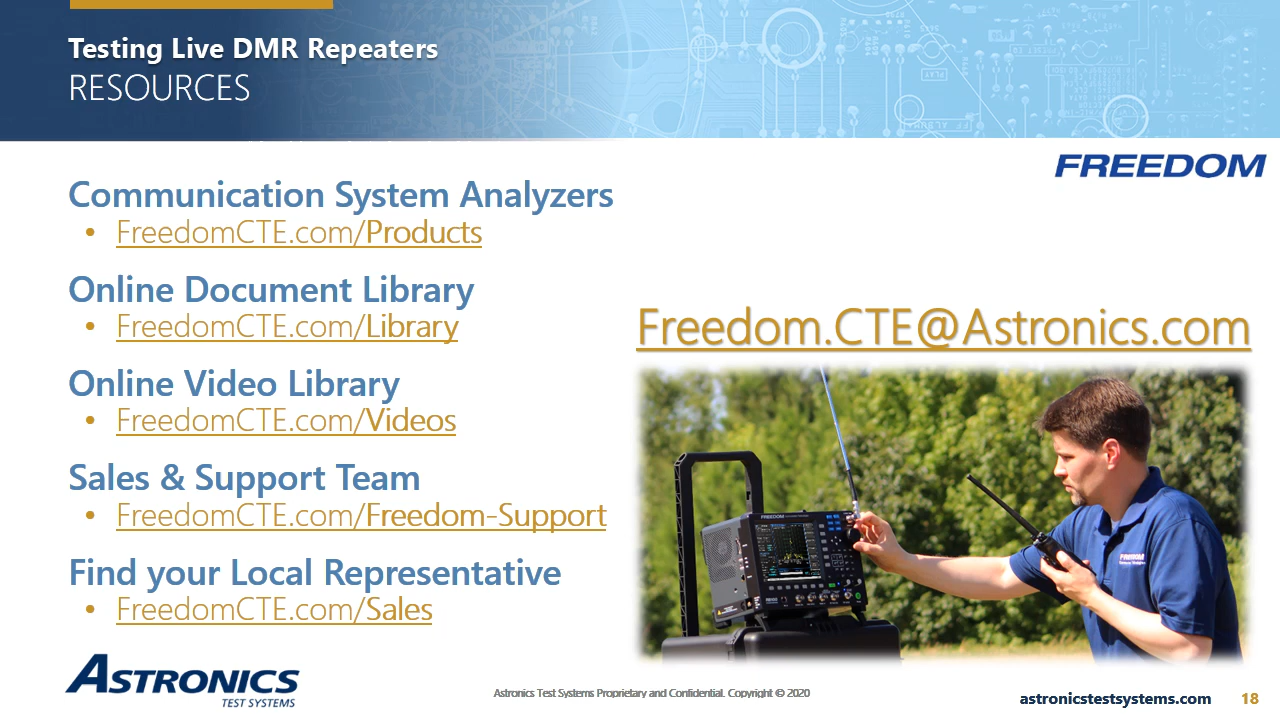 Testing Live DMR Repeaters
RESOURCES
FREEDOM
Communication System Analyzers
• FreedomCTE.com/Products
Online Document Library
• FreedomCTE.com/Library
Online Video Library
• FreedomCTE.com/Videos
Sales & Support Team
• FreedomCTE.com/Freedom-Support
Find your Local Representative
• FreedomCTE.com/Sales
Freedom.CTE@Astronics.com
FREEDOM
FREEDOM
ASTRONICS
TEST SYSTEMS
Astronics Test Systems Proprietary and Confidential. Copyright © 2020
astronicstestsystems.com 18